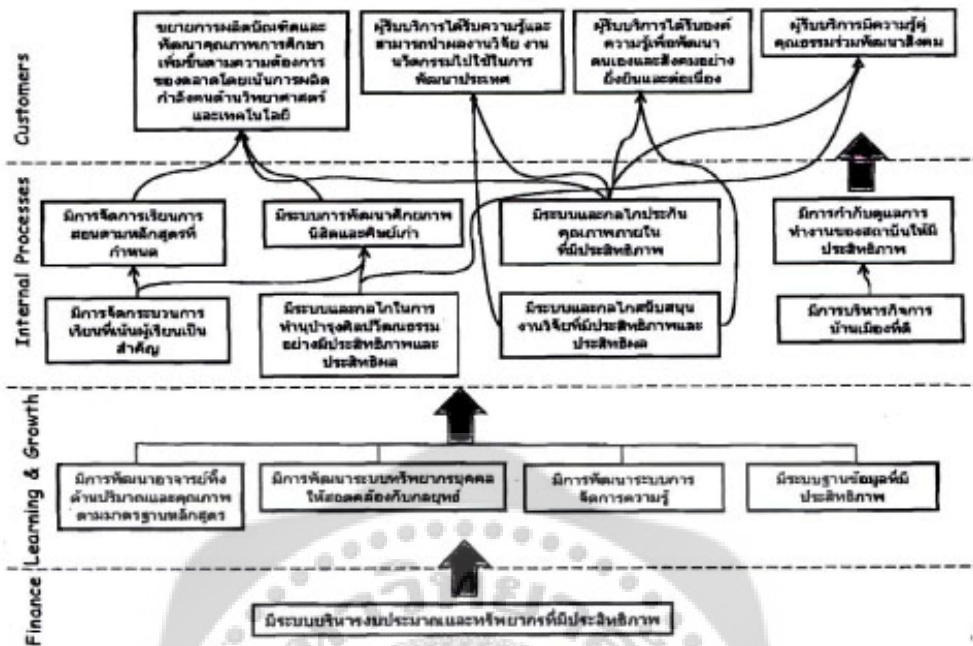 Customers
ขยายการผลิตบัณฑิตและ
พัฒนาคุณภาพการศึกษา
เพิ่มขึ้นตามความต้องการ
ของตลาดโดยเน้นการผลิต
กำลังคนด้านวิทยาศาสตร์
และเทคโนโลยี
ผู้รับบริการได้รับความรู้และ
สามารถนำผลงานวิจัย งาน
นวัตกรรมไปใช้ในการ
พัฒนาประเทศ
ผู้รับบริการได้รับองค์
ความรู้เพื่อพัฒนา
ตนเองและสังคมอย่าง
ยั่งยืนและต่อเนื่อง
ผู้รับบริการมีความรู้คู่
คุณธรรมร่วมพัฒนาสังคม
Internal Processes
มีการจัดการเรียนการ
สอนตามหลักสูตรที่
กำหนด
มีระบบการพัฒนาศักยภาพ
นิสิตและศิษย์เก่า
มีระบบและกลไกประกัน
คุณภาพภายใน
ที่มีประสิทธิภาพ
มีการกำกับดูแลการ
ทำงานของสถาบันให้มี
ประสิทธิภาพ
มีการจัดกระบวนการ
เรียนที่เน้นผู้เรียนเป็น
สำคัญ
มีระบบและกลไกในการ
ทำนุบำรุงศิลปวัฒนธรรม
อย่างมีประสิทธิภาพและ
ประสิทธิผล
มีระบบและกลไกสนับสนุน
งานวิจัยที่มีประสิทธิภาพและ
ประสิทธิผล
มีการบริหารกิจการ
บ้านเมืองที่ดี
Learning & Growth
มีการพัฒนาอาจารย์ทั้ง
ด้านปริมาณและคุณภาพ
ตามมาตรฐานหลักสูตร
มีการพัฒนาระบบทรัพยากรบุคคล
ให้สอดคล้องกับกลยุทธ์
มีการพัฒนาระบบการ
จัดการความรู้
มีระบบฐานข้อมูลที่มี
ประสิทธิภาพ
Finance
มีระบบบริหารงบประมาณและทรัพยากรที่มีประสิทธิภาพ